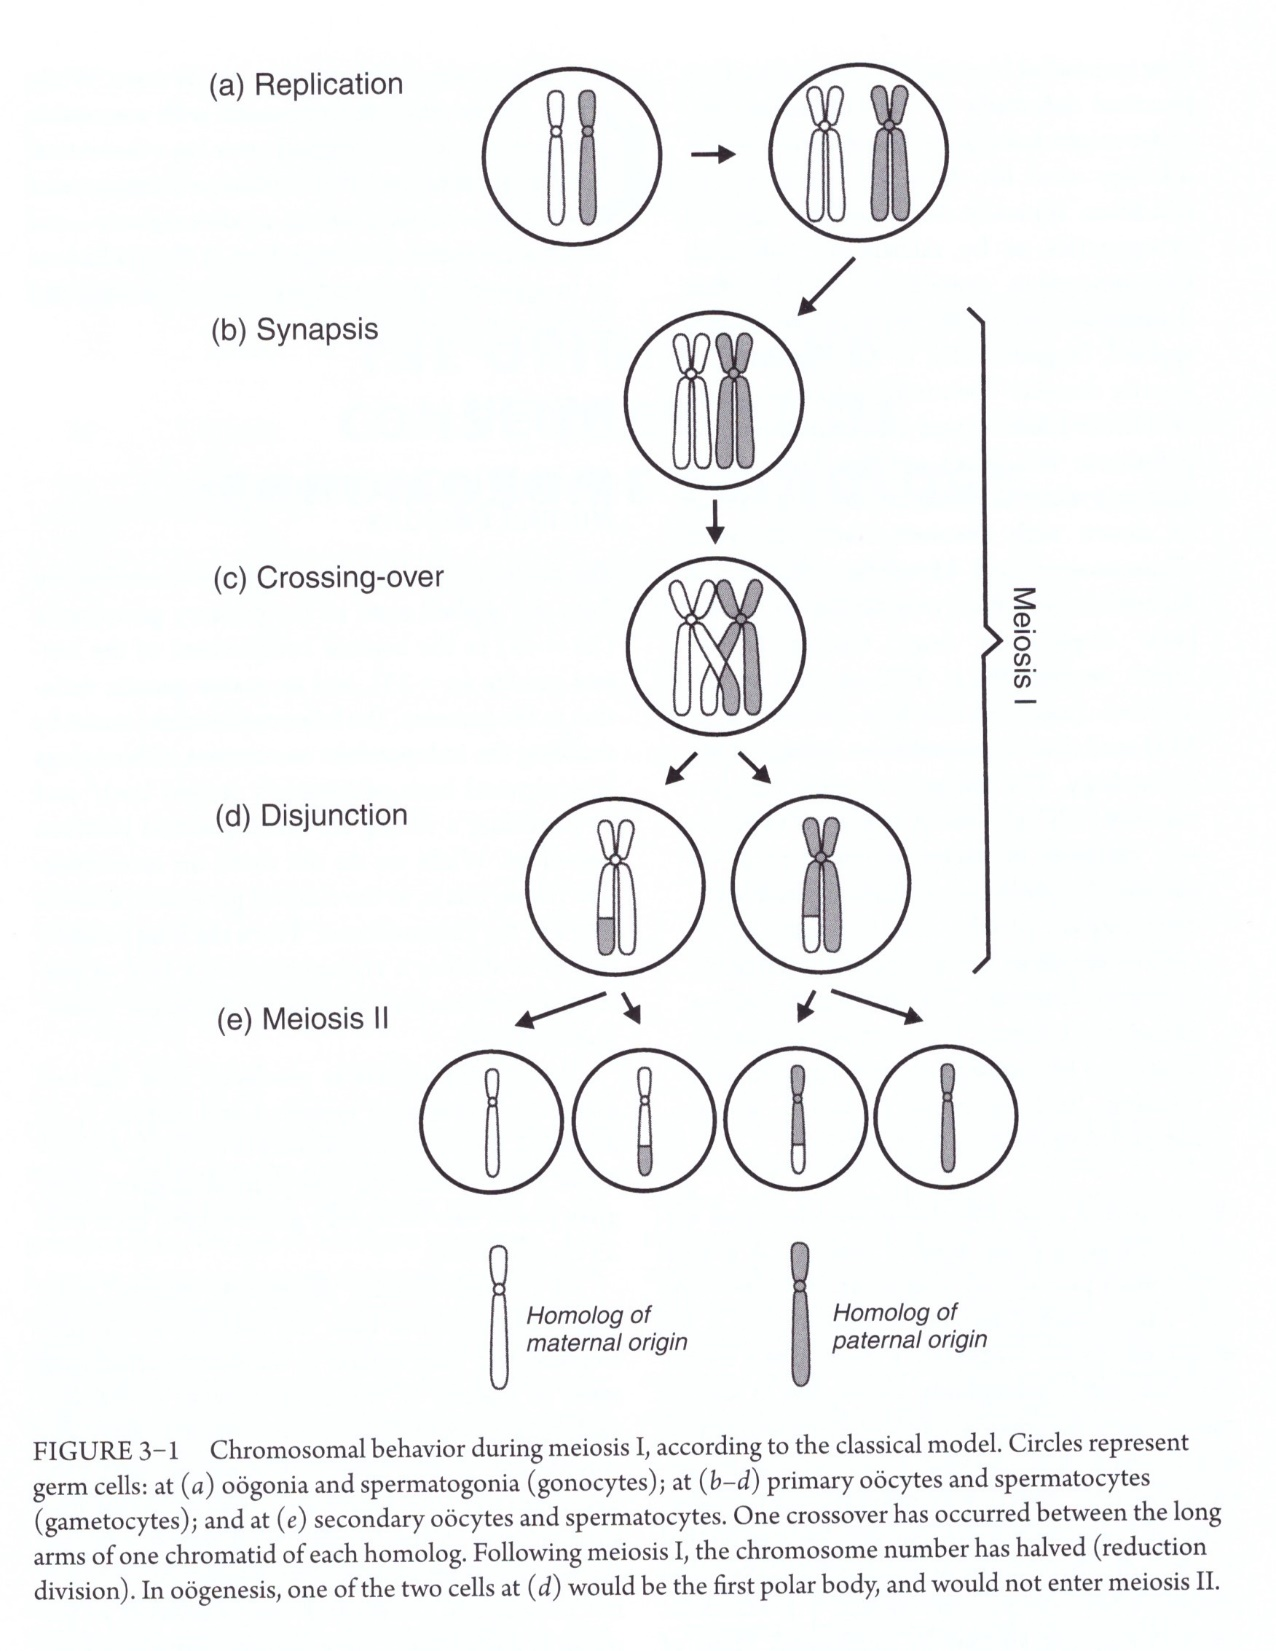 (a) Replication
(b) Synapsis
(c) Crossing-over
Meiosis I
(d) Disjunction
(e) Meiosis II
Homolog of
maternal origin
Homolog of
paternal origin
FIGURE 3–1 Chromosomal behavior during meiosis I, according to the classical model. Circles represent
germ cells: at (a) oögonia and spermatogonia (gonocytes); at (b–d) primary oöcytes and spermatocytes
(gametocytes); and at (e) secondary oöcytes and spermatocytes. One crossover has occurred between the long
arms of one chromatid of each homolog. Following meiosis I, the chromosome number has halved (reduction
division). In oögenesis, one of the two cells at (d) would be the first polar body, and would not enter meiosis II.